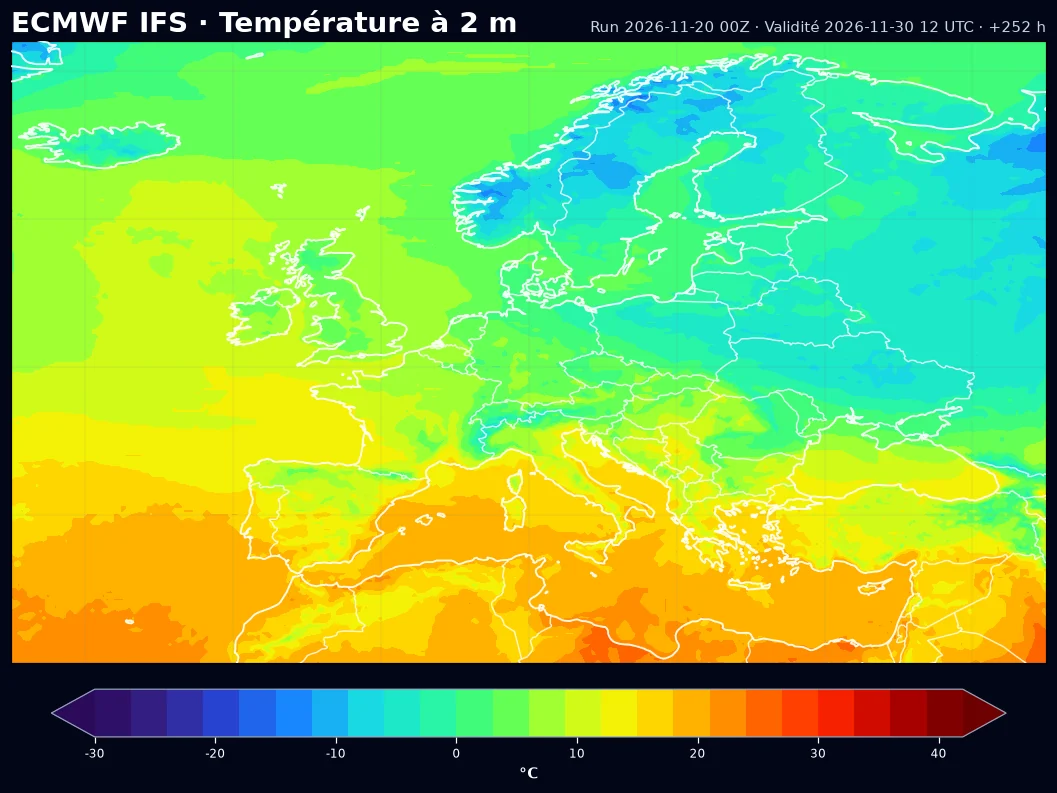 ECMWF IFS · Température à 2 m
Run 2026-11-20 00Z · Validité 2026-11-30 12 UTC · +252 h
-30 -20 -10 0 10 20 30 40
°C